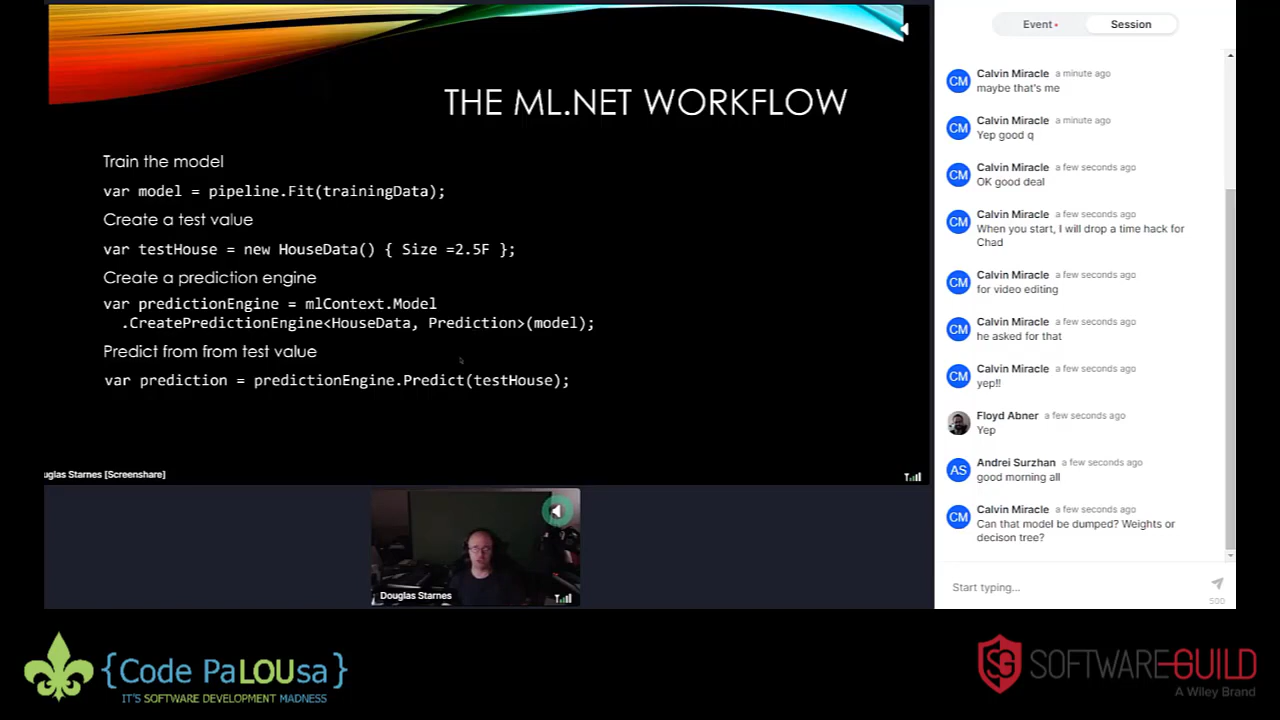 THE ML.NET WORKFLOW
Train the model
var model = pipeline.Fit(trainingData);
Create a test value
var testHouse = new HouseData() { Size =2.5F };
Create a prediction engine
var predictionEngine = mlContext.Model
.CreatePredictionEngine<HouseData, Prediction>(model);
Predict from from test value
var prediction = predictionEngine.Predict(testHouse);
uglas Starnes [Screenshare]
Douglas Starnes
Event
Session
CM
Calvin Miracle a minute ago
maybe that's me
CM
Calvin Miracle a minute ago
Yep good q
CM
Calvin Miracle a few seconds ago
OK good deal
CM
Calvin Miracle a few seconds ago
When you start, I will drop a time hack for
Chad
CM
Calvin Miracle a few seconds ago
for video editing
CM
Calvin Miracle a few seconds ago
he asked for that
CM
Calvin Miracle a few seconds ago
yep!!
Floyd Abner a few seconds ago
Yep
AS
Andrei Surzhan a few seconds ago
good morning all
CM
Calvin Miracle a few seconds ago
Can that model be dumped? Weights or
decison tree?
Start typing...
500
{Code PaLOUsa}
IT'S SOFTWARE DEVELOPMENT MADNESS
SG
SOFTWARE GUILD
A Wiley Brand